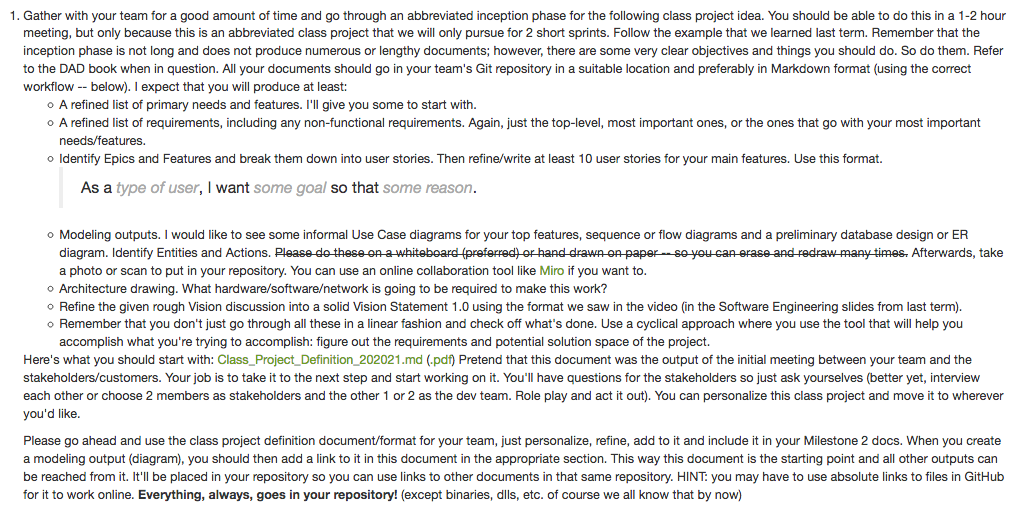 1. Gather with your team for a good amount of time and go through an abbreviated inception phase for the following class project idea. You should be able to do this in a 1-2 hour
meeting, but only because this is an abbreviated class project that we will only pursue for 2 short sprints. Follow the example that we learned last term. Remember that the
inception phase is not long and does not produce numerous or lengthy documents; however, there are some very clear objectives and things you should do. So do them. Refer
to the DAD book when in question. All your documents should go in your team's Git repository in a suitable location and preferably in Markdown format (using the correct
workflow -- below). I expect that you will produce at least:
○ A refined list of primary needs and features. I'll give you some to start with.
○ A refined list of requirements, including any non-functional requirements. Again, just the top-level, most important ones, or the ones that go with your most important
needs/features.
○ Identify Epics and Features and break them down into user stories. Then refine/write at least 10 user stories for your main features. Use this format.
As a type of user, I want some goal so that some reason.
○ Modeling outputs. I would like to see some informal Use Case diagrams for your top features, sequence or flow diagrams and a preliminary database design or ER
diagram. Identify Entities and Actions. Please do these on a whiteboard (preferred) or hand drawn on paper -- so you can erase and redraw many times. Afterwards, take
a photo or scan to put in your repository. You can use an online collaboration tool like Miro if you want to.
○ Architecture drawing. What hardware/software/network is going to be required to make this work?
○ Refine the given rough Vision discussion into a solid Vision Statement 1.0 using the format we saw in the video (in the Software Engineering slides from last term).
○ Remember that you don't just go through all these in a linear fashion and check off what's done. Use a cyclical approach where you use the tool that will help you
accomplish what you're trying to accomplish: figure out the requirements and potential solution space of the project.
Here's what you should start with: Class_Project_Definition_202021.md (.pdf) Pretend that this document was the output of the initial meeting between your team and the
stakeholders/customers. Your job is to take it to the next step and start working on it. You'll have questions for the stakeholders so just ask yourselves (better yet, interview
each other or choose 2 members as stakeholders and the other 1 or 2 as the dev team. Role play and act it out). You can personalize this class project and move it to wherever
you'd like.
Please go ahead and use the class project definition document/format for your team, just personalize, refine, add to it and include it in your Milestone 2 docs. When you create
a modeling output (diagram), you should then add a link to it in this document in the appropriate section. This way this document is the starting point and all other outputs can
be reached from it. It'll be placed in your repository so you can use links to other documents in that same repository. HINT: you may have to use absolute links to files in GitHub
for it to work online. Everything, always, goes in your repository! (except binaries, dlls, etc. of course we all know that by now)